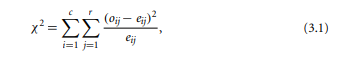 χ² = ∑_{i=1}^{c} ∑_{j=1}^{r} (o_{ij} − e_{ij})² / e_{ij}, (3.1)